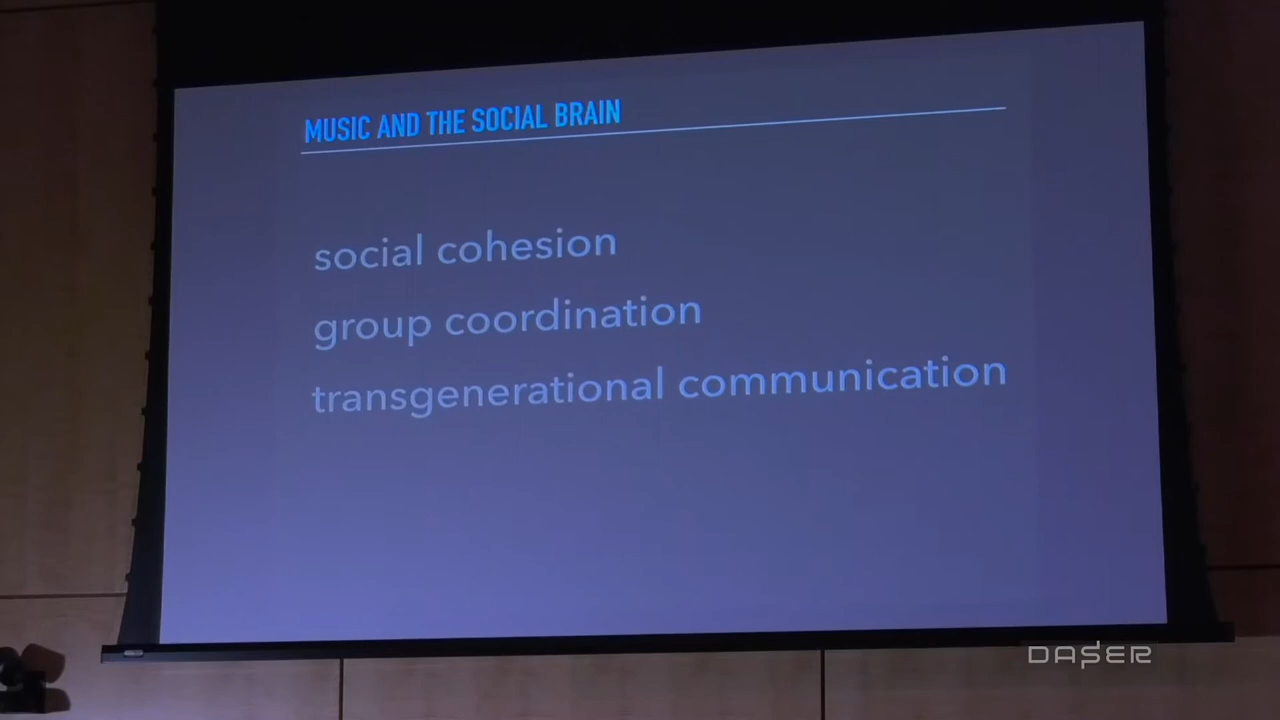 MUSIC AND THE SOCIAL BRAIN
social cohesion
group coordination
transgenerational communication
DASER